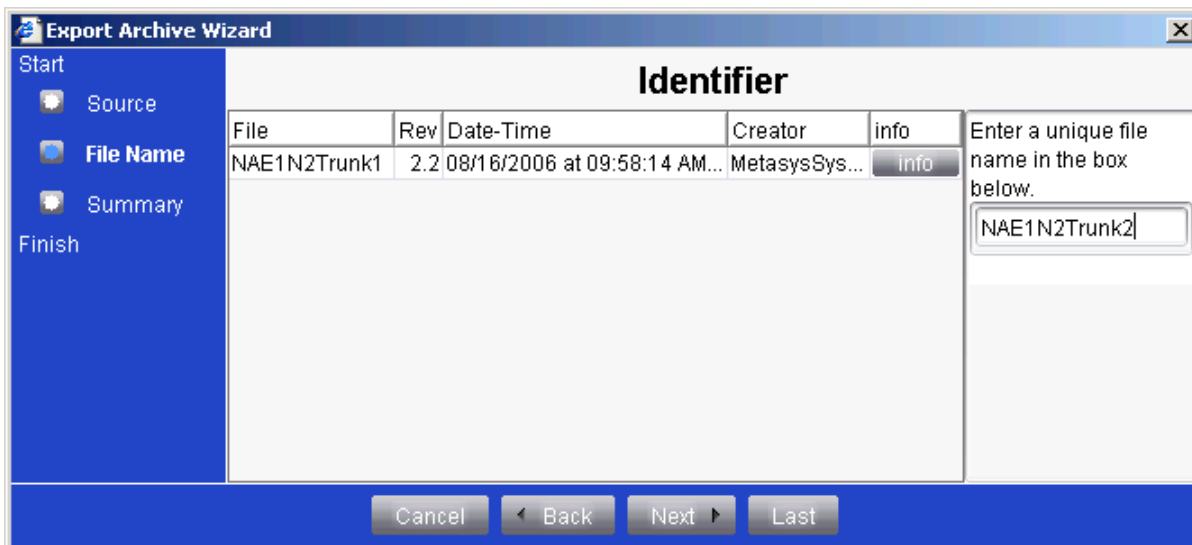 Export Archive Wizard
Start
Source
File Name
Summary
Finish
Identifier
File Rev Date-Time Creator info
NAE1N2Trunk1 2.2 08/16/2006 at 09:58:14 AM... MetasysSys... info
Enter a unique file
name in the box
below.
NAE1N2Trunk2
Cancel Back Next Last